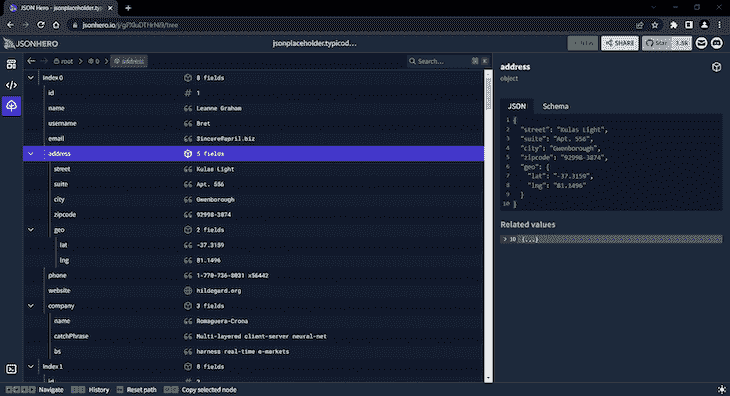 JSON Hero - jsonplaceholder.typic
jsonhero.io/j/
/tree
JSONHERO
jsonplaceholder.typicod...
SHARE
Star
root
0
address
Search...
K
index 0
8 fields
id
# 1
name
Leanne Graham
username
Bret
email
Sincere@april.biz
address
5 fields
street
Kulas Light
suite
Apt. 556
city
Gwenborough
zipcode
92998-3874
geo
2 fields
lat
-37.3159
lng
81.1496
phone
1-770-736-8031 x56442
website
hildegard.org
company
3 fields
name
Romaguera-Crona
catchPhrase
Multi-layered client-server neural-net
bs
harness real-time e-markets
index 1
8 fields
id
address
object
JSON
Schema
1 {
2 "street": "Kulas Light",
3 "suite": "Apt. 556",
4 "city": "Gwenborough",
5 "zipcode": "92998-3874",
6 "geo": {
7 "lat": "-37.3159",
8 "lng": "81.1496"
9 }
10 }
Related values
10 {...}
Navigate
History
Reset path
Copy selected node